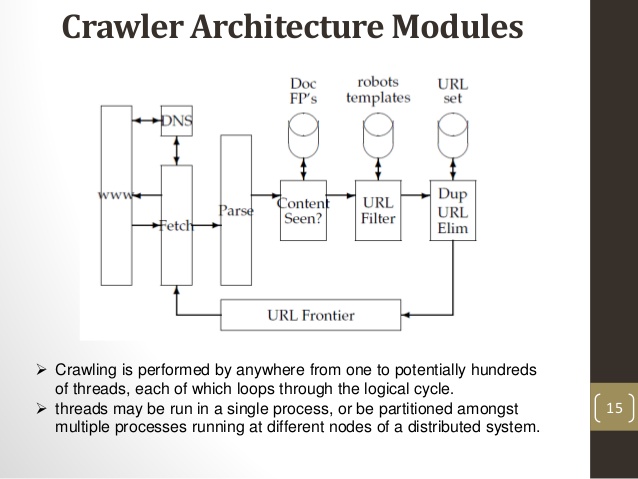 Crawler Architecture Modules
Doc
FP's
robots
templates
URL
set
DNS
www
Fetch
Parse
Content
Seen?
URL
Filter
Dup
URL
Elim
URL Frontier
➢ Crawling is performed by anywhere from one to potentially hundreds
of threads, each of which loops through the logical cycle.
➢ threads may be run in a single process, or be partitioned amongst
multiple processes running at different nodes of a distributed system.
15